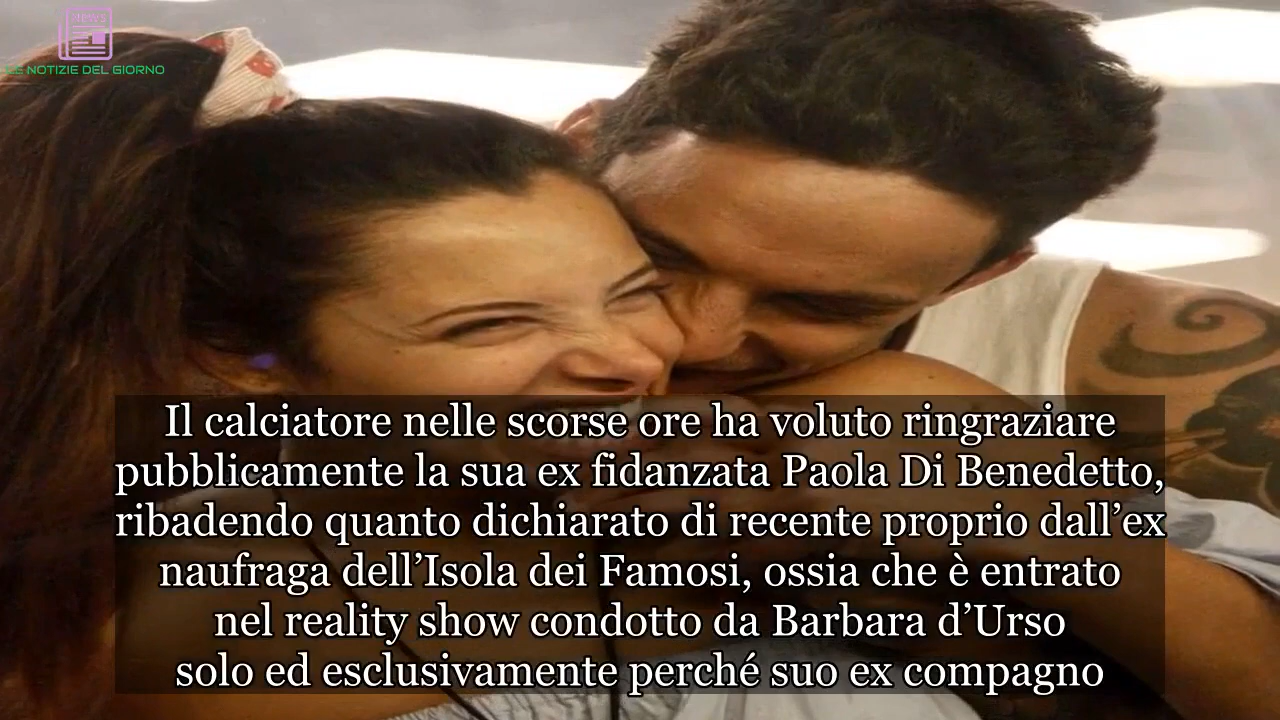 NEWS
LE NOTIZIE DEL GIORNO
Il calciatore nelle scorse ore ha voluto ringraziare
pubblicamente la sua ex fidanzata Paola Di Benedetto,
ribadendo quanto dichiarato di recente proprio dall’ex
naufraga dell’Isola dei Famosi, ossia che è entrato
nel reality show condotto da Barbara d’Urso
solo ed esclusivamente perché suo ex compagno